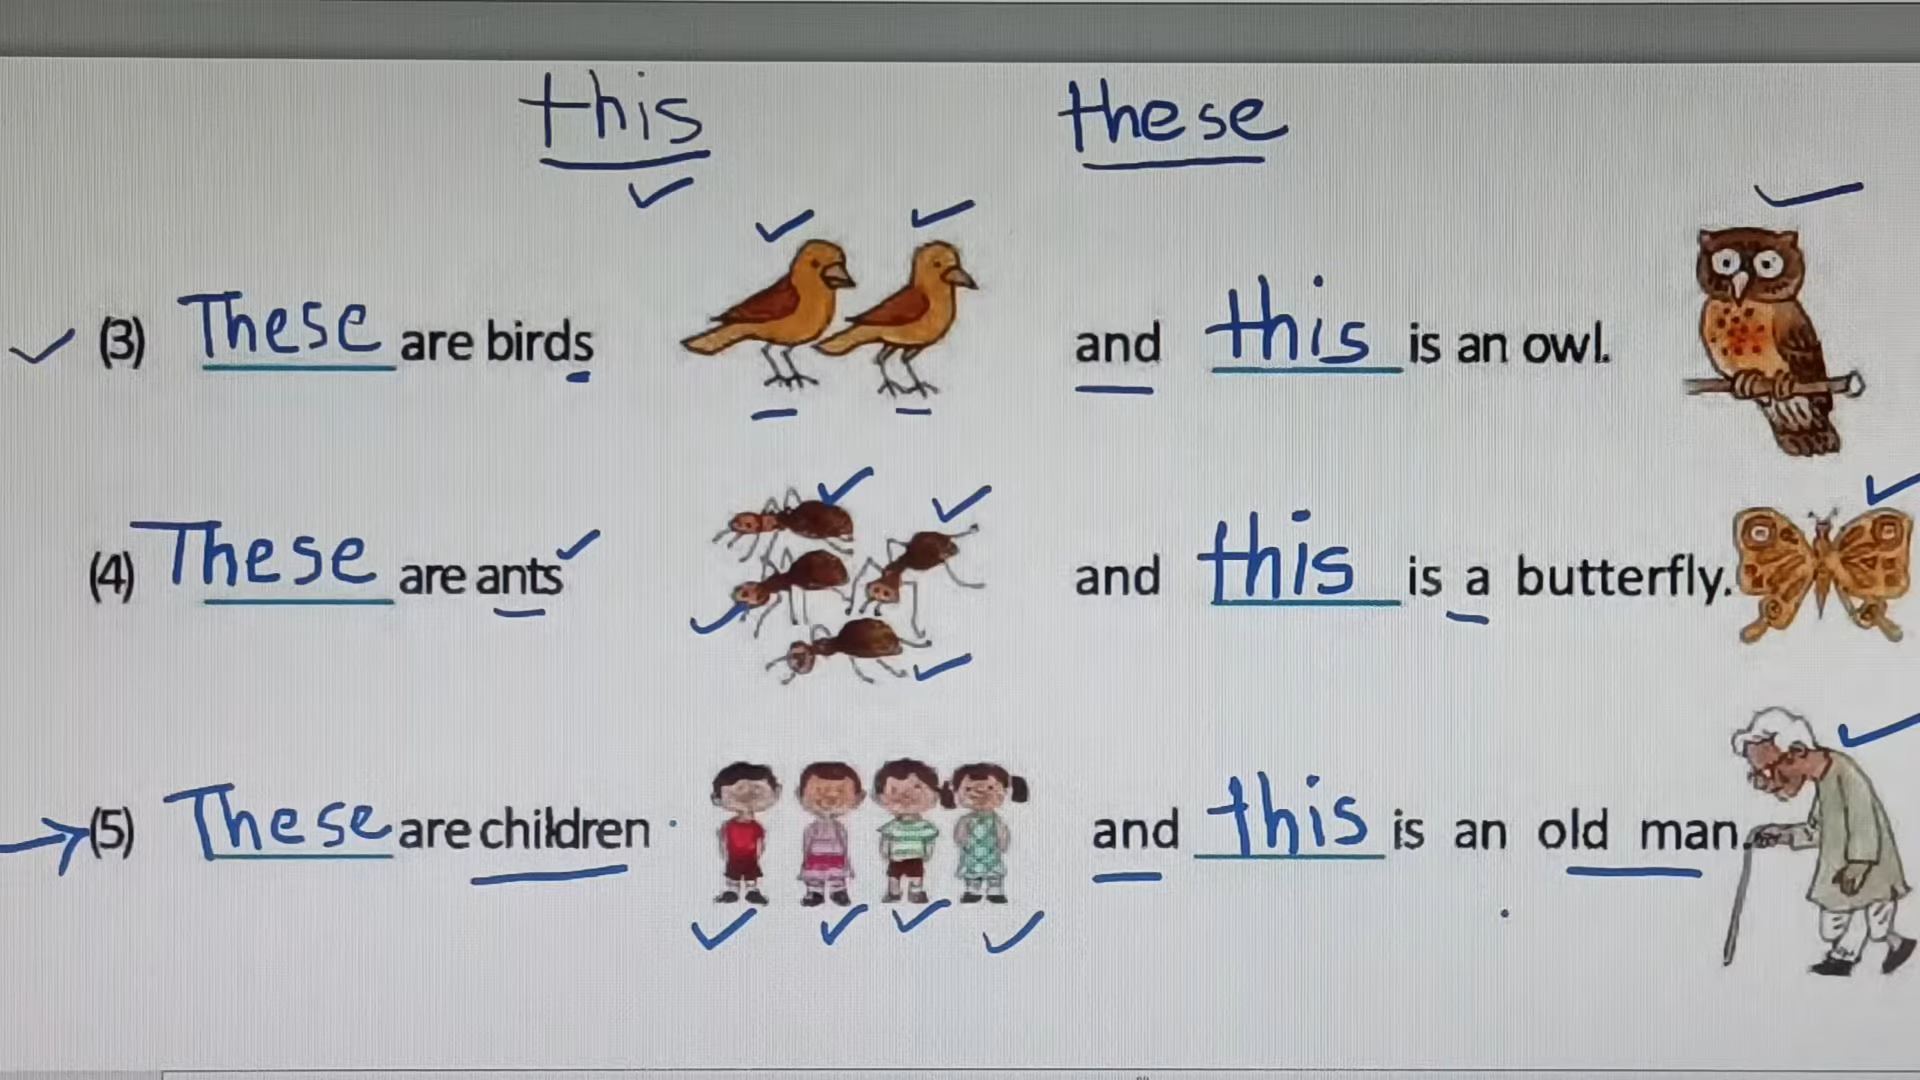 this these
(3) These are birds and this is an owl.
(4) These are ants and this is a butterfly.
(5) These are children and this is an old man.